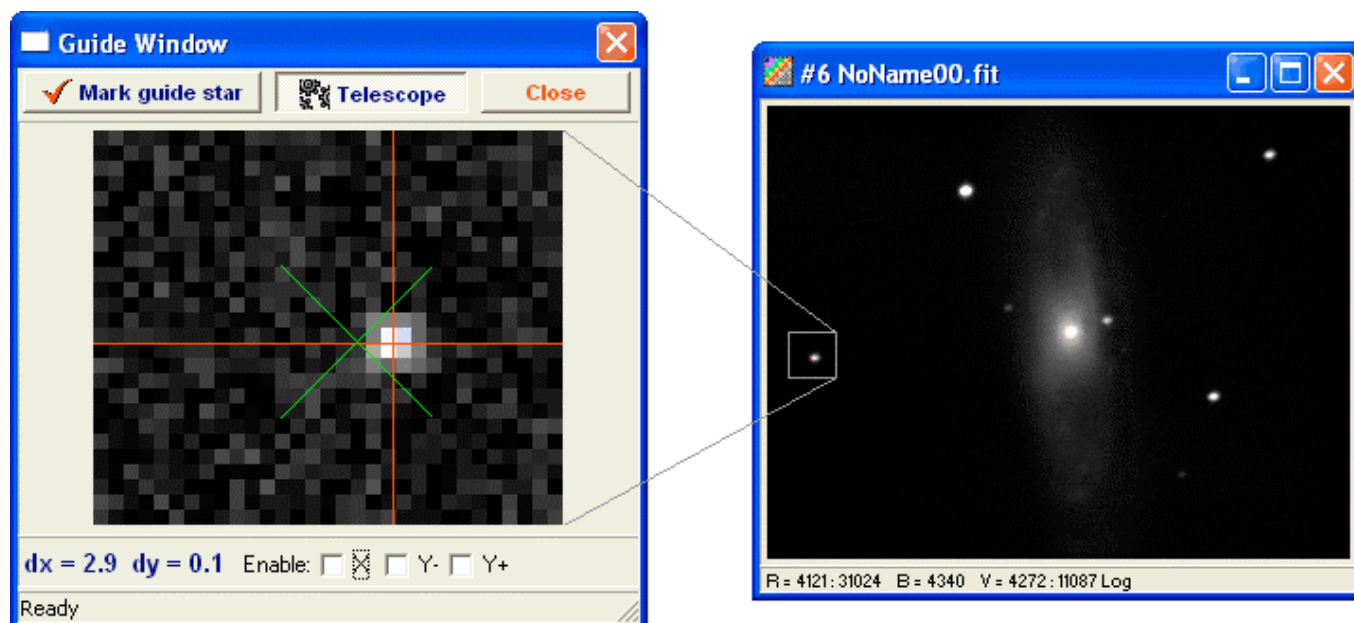 Guide Window
Mark guide star Telescope Close
dx = 2.9 dy = 0.1 Enable: X Y- Y+
Ready
#6 NoName00.fit
R = 4121:31024 B = 4340 V = 4272:11087 Log